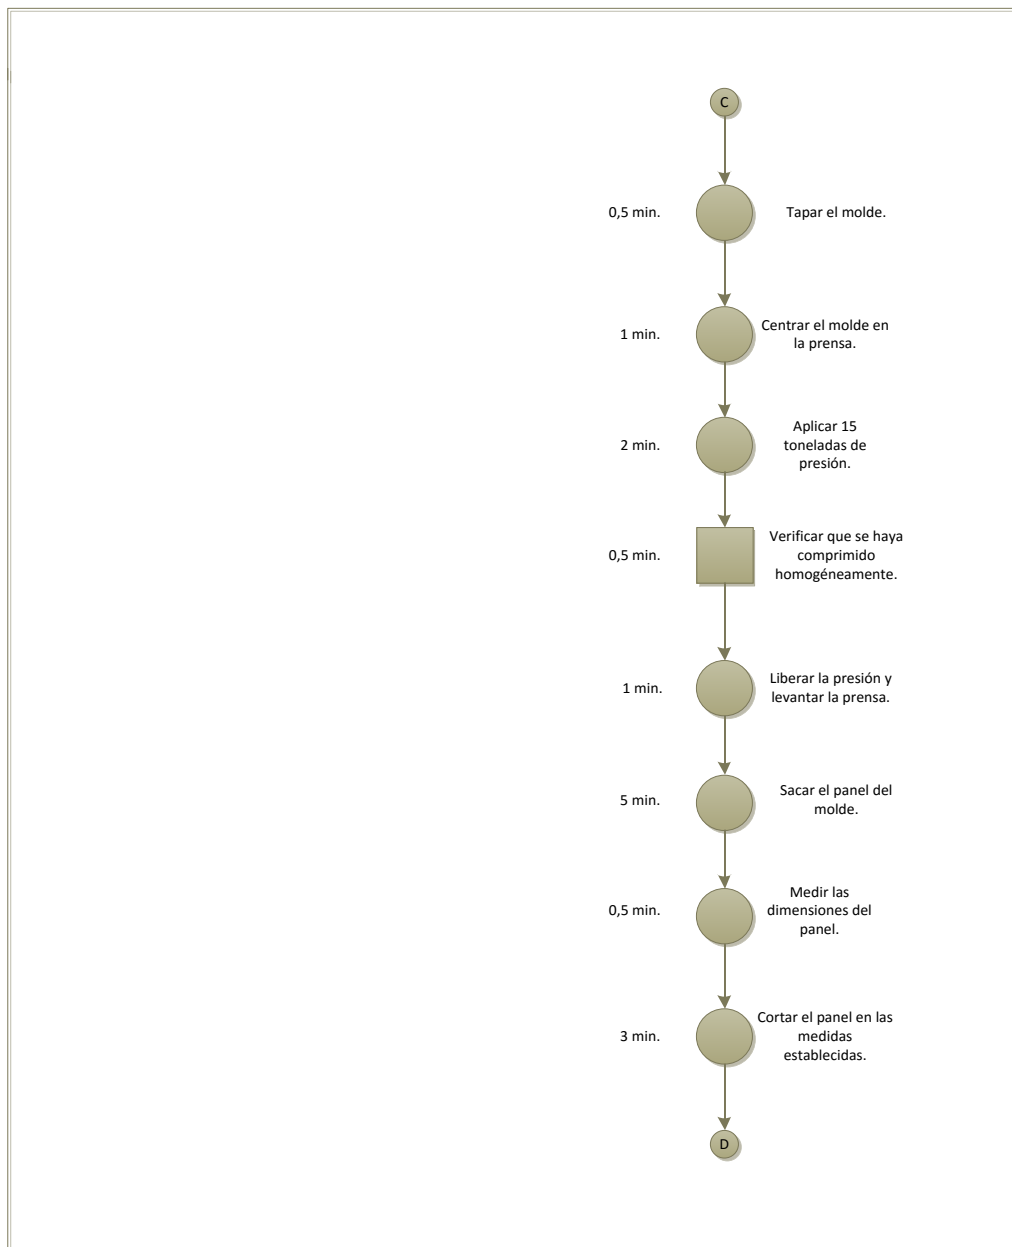 C
0,5 min.
Tapar el molde.
1 min.
Centrar el molde en
la prensa.
2 min.
Aplicar 15
toneladas de
presión.
0,5 min.
Verificar que se haya
comprimido
homogéneamente.
1 min.
Liberar la presión y
levantar la prensa.
5 min.
Sacar el panel del
molde.
0,5 min.
Medir las
dimensiones del
panel.
3 min.
Cortar el panel en las
medidas
establecidas.
D